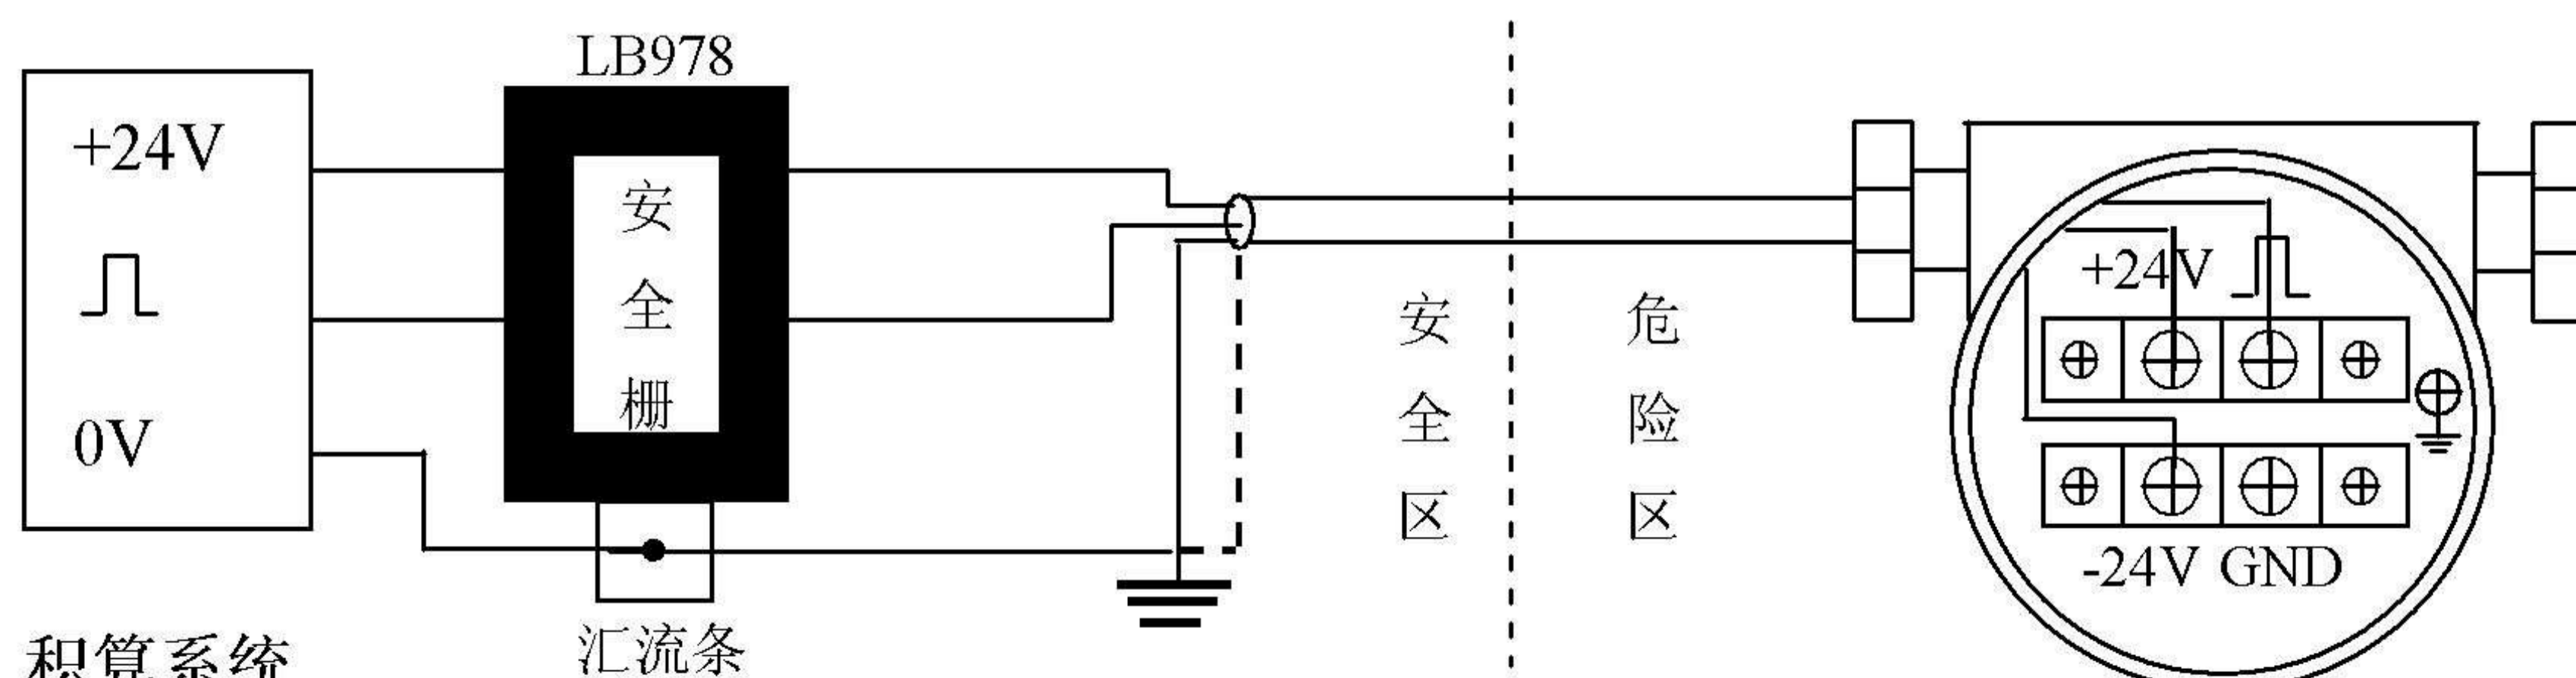 LB978
+24V
0V
安全栅
汇流条
积算系统
安全区
危险区
+24V
-24V GND